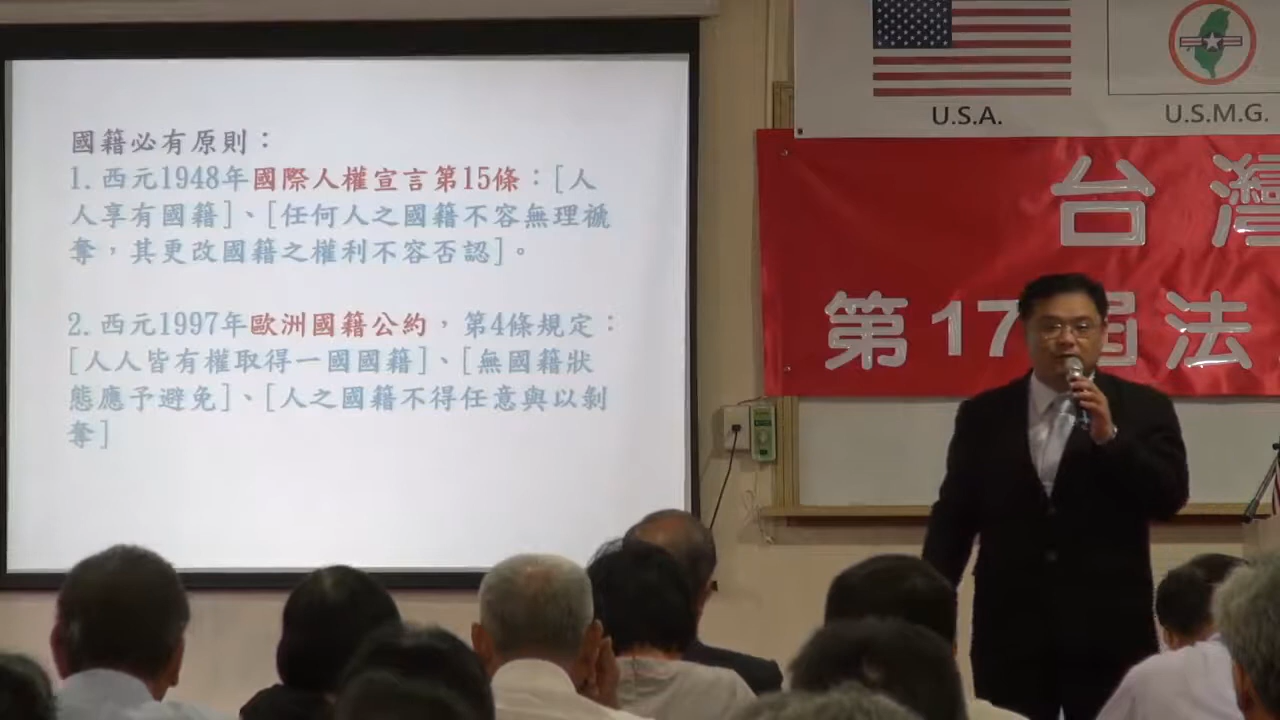 國籍必有原則：
1. 西元1948年國際人權宣言第15條：[人
人享有國籍]、[任何人之國籍不容無理褫
奪，其更改國籍之權利不容否認]。
2. 西元1997年歐洲國籍公約，第4條規定：
[人人皆有權取得一國國籍]、[無國籍狀
態應予避免]、[人之國籍不得任意與以剝
奪]
U.S.A.
U.S.M.G.
台灣
第17屆法